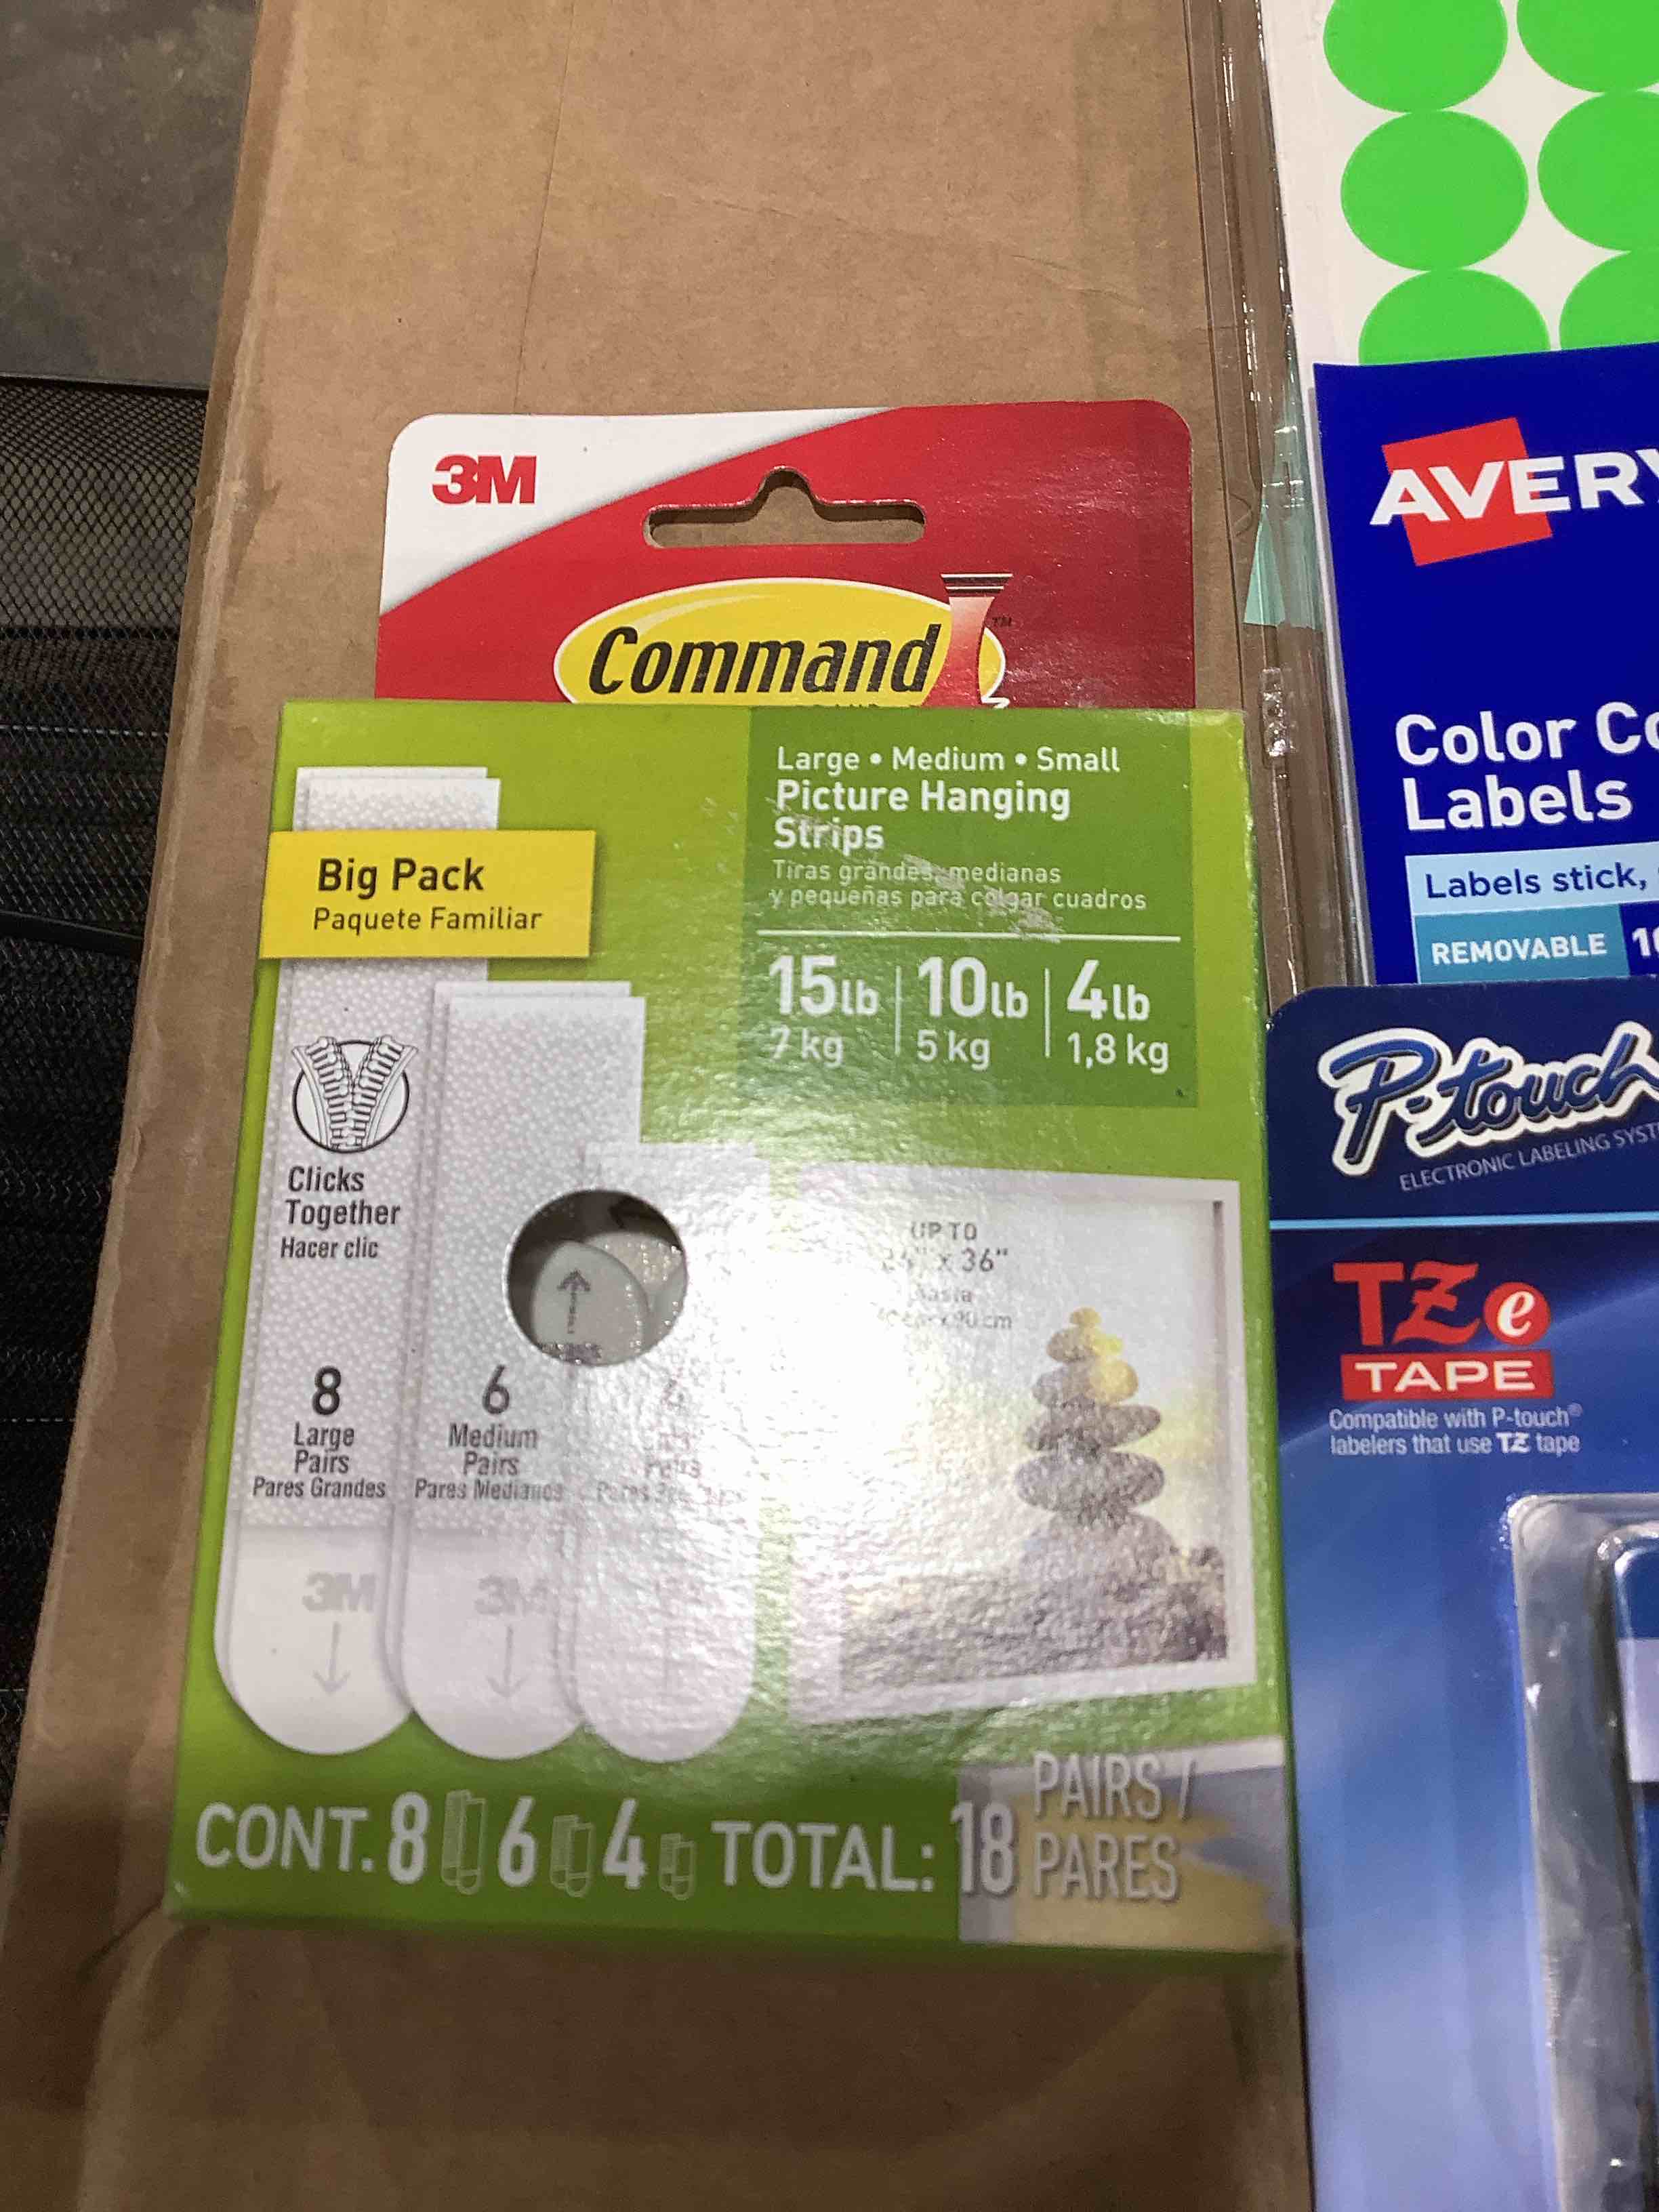 3M
Command
TM
Large • Medium • Small
Picture Hanging
Strips
Tiras grandes, medianas
y pequeñas para colgar cuadros
15lb 10lb 4lb
7 kg 5 kg 1,8 kg
Big Pack
Paquete Familiar
Clicks
Together
Hacer clic
UP TO
x 36"
8
Large
Pairs
Pares Grandes
6
Medium
Pairs
Pares Medianos
Pares
3M
3M
CONT. 8 6 4 TOTAL: 18 PAIRS /
PARES
AVERY
Color
Labels
Labels stick,
REMOVABLE
P-touch
ELECTRONIC LABELING
TZe
TAPE
Compatible with P-touch®
labelers that use TZ tape